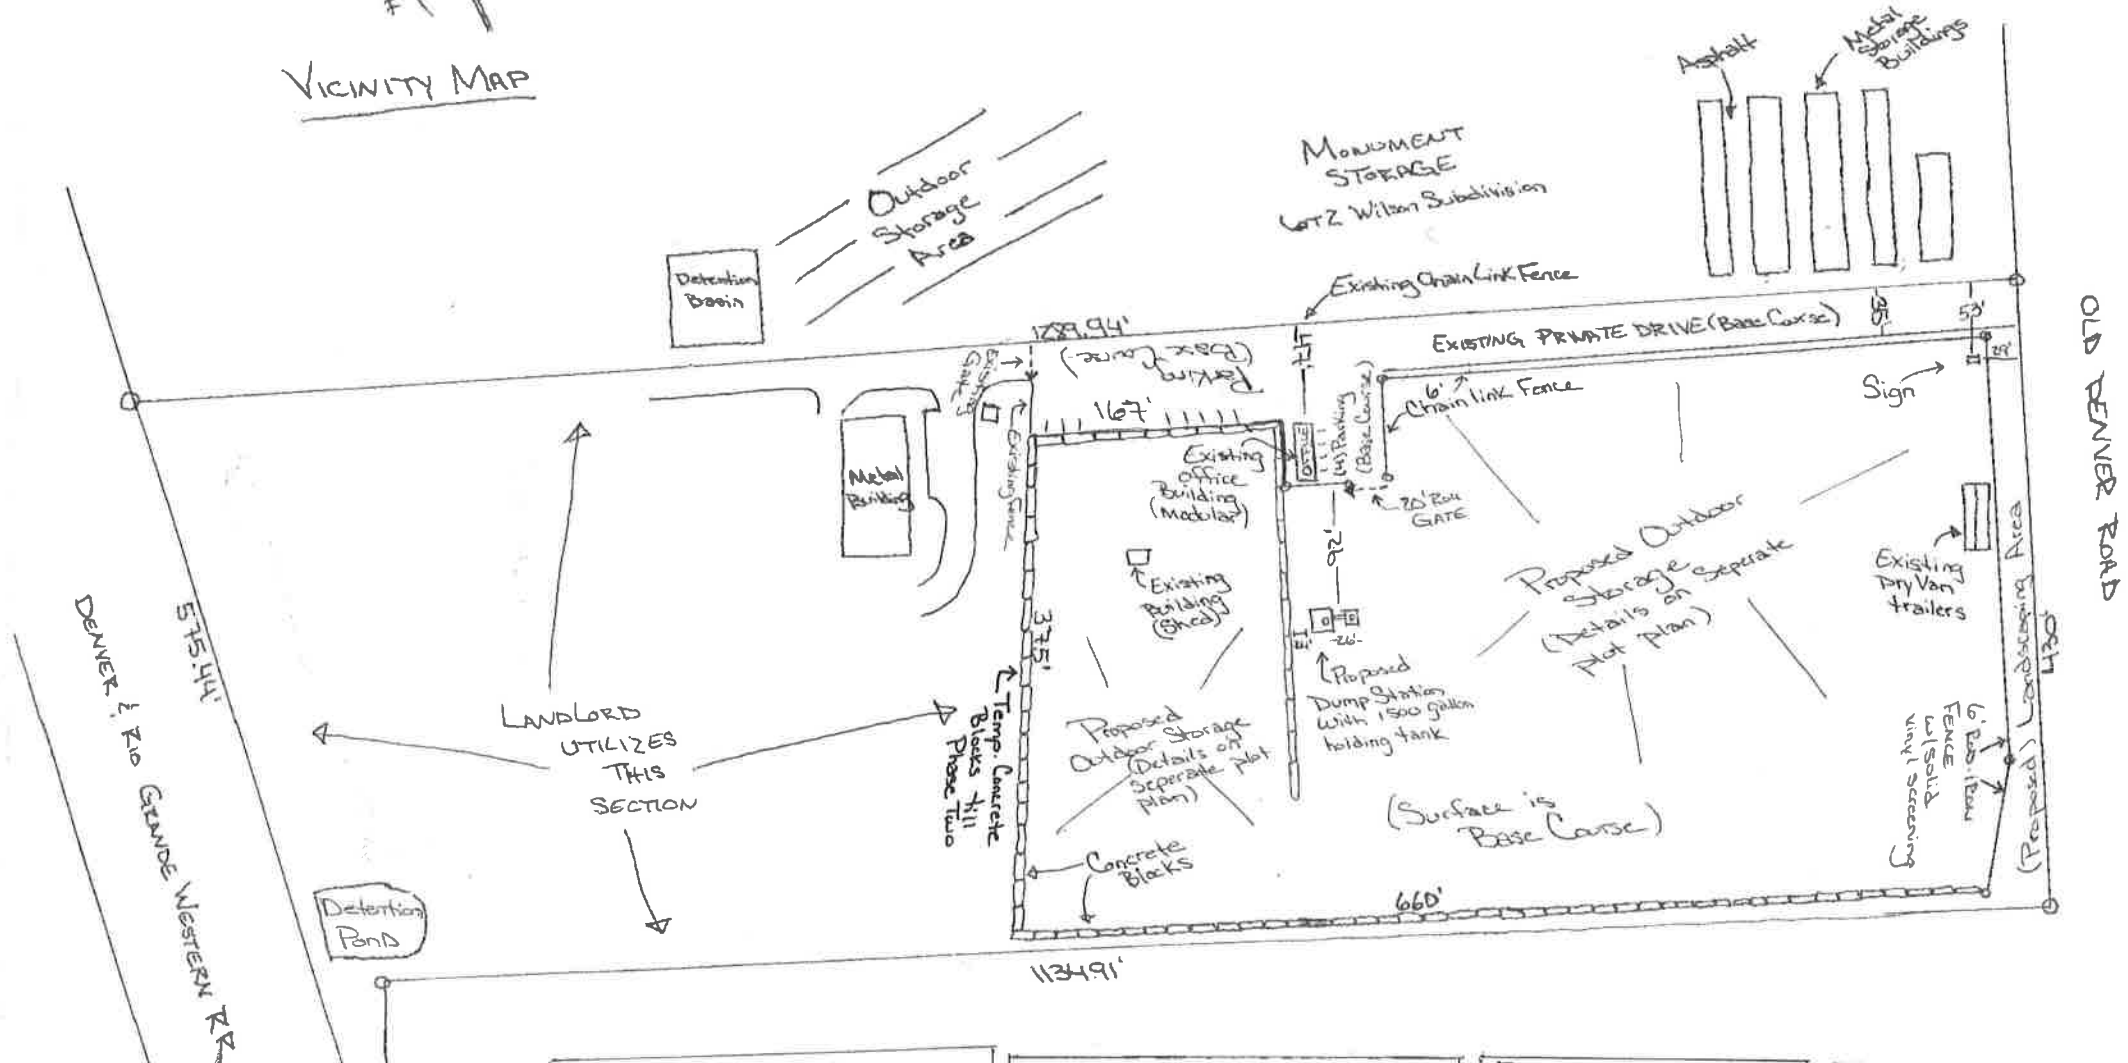 VICINITY MAP
Asphalt
Metal
Storage
Buildings
MONUMENT
STORAGE
LOT 2 Wilson Subdivision
Outdoor
Storage
Area
Detention
Basin
Existing Chain Link Fence
1289.94'
EXISTING PRIVATE DRIVE (Base Course)
35'
53'
29'
Sign
OLD DENVER ROAD
Existing
Gate
Parking
(Base Course)
47'
167'
6'
Chain link Fence
OFFICE
(4) Parking
(Base Course)
20' Roll
GATE
Existing
Office
Building
(Modular)
Existing Fence
Metal
Building
92'
Existing
Building
(Shed)
375'
13'
26'
Proposed
Dump Station
with 1500 gallon
holding tank
Proposed Outdoor
Storage
(Details on Seperate
plot plan)
Existing
Dry Van
trailers
(Proposed) Landscaping Area
430'
6' Rod-Iron
FENCE
w/solid
vinyl screening
575.44'
DENVER & RIO GRANDE WESTERN RR
LANDLORD
UTILIZES
THIS
SECTION
Temp. Concrete
Blocks till
Phase Two
Proposed
Outdoor Storage
(Details on
Seperate plot
plan)
(Surface is
Base Course)
Concrete
Blocks
660'
Detention
Pond
1134.91'